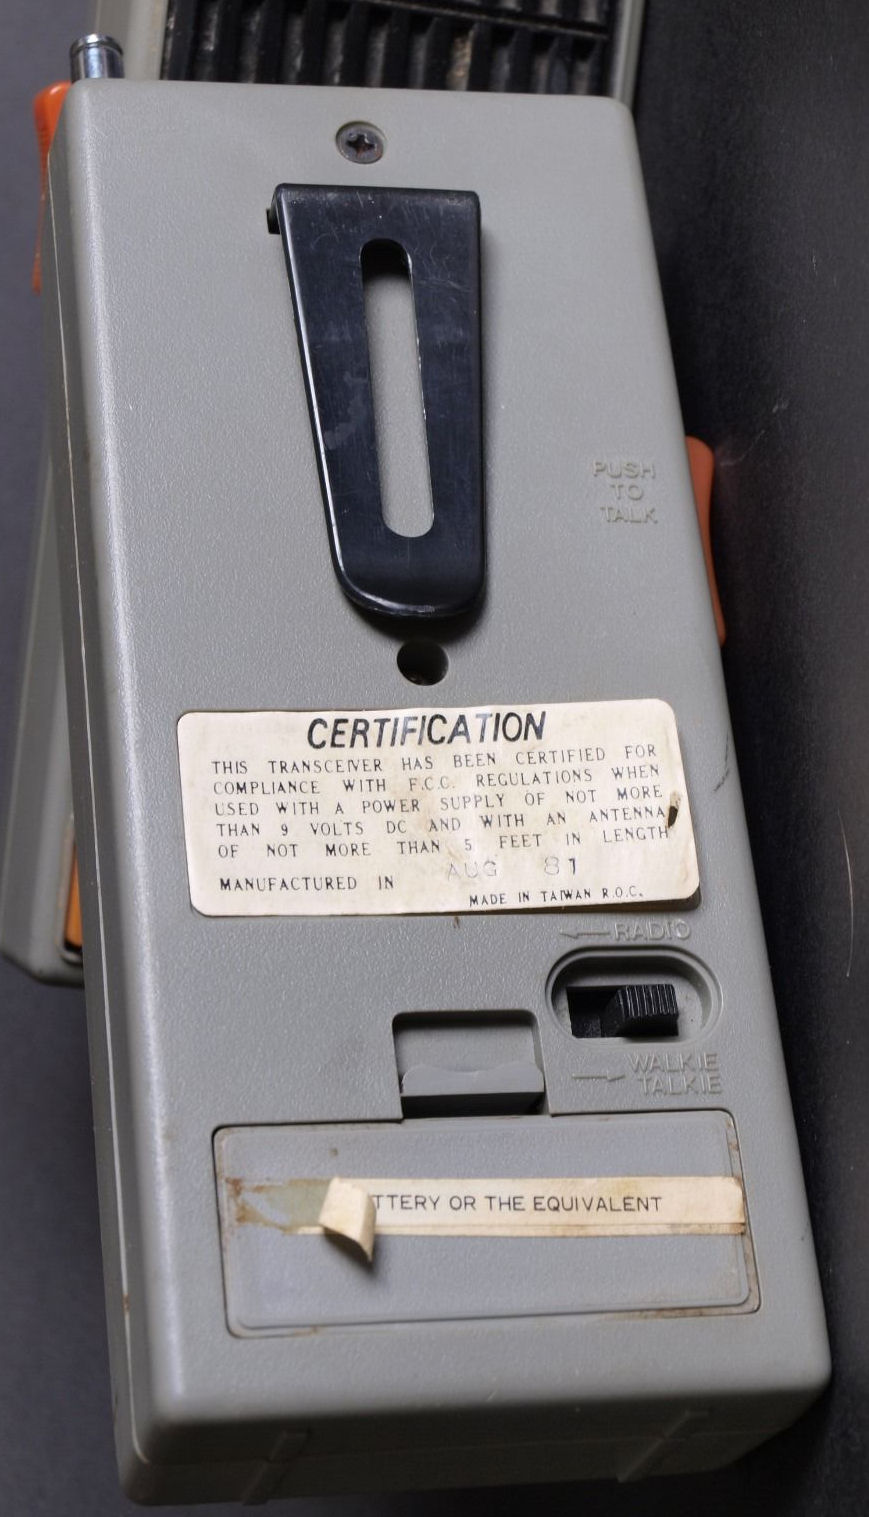 PUSH
TO
TALK
CERTIFICATION
THIS TRANSCEIVER HAS BEEN CERTIFIED FOR
COMPLIANCE WITH F.C.C. REGULATIONS WHEN
USED WITH A POWER SUPPLY OF NOT MORE
THAN 9 VOLTS DC AND WITH AN ANTENNA
OF NOT MORE THAN 5 FEET IN LENGTH
MANUFACTURED IN AUG 81
MADE IN TAIWAN R.O.C.
RADIO
WALKIE
TALKIE
TTERY OR THE EQUIVALENT